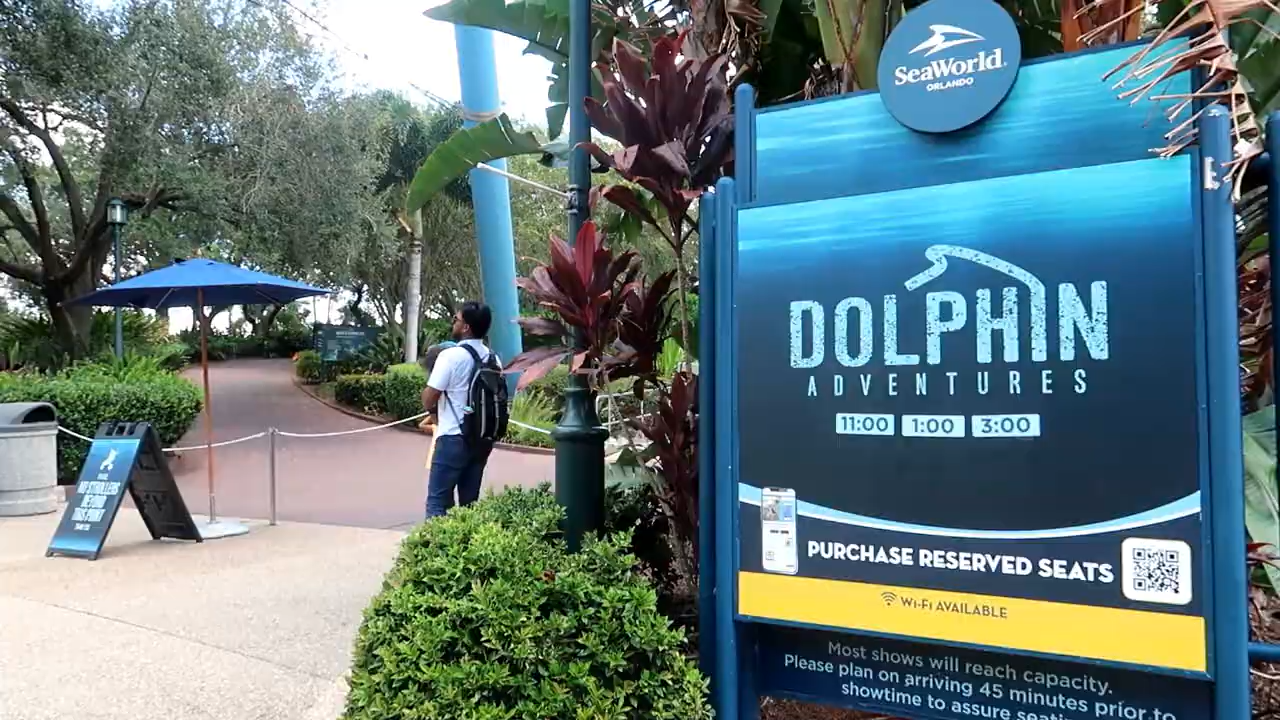 SeaWorld
ORLANDO
DOLPHIN
ADVENTURES
11:00 1:00 3:00
PURCHASE RESERVED SEATS
Wi-Fi AVAILABLE
Most shows will reach capacity.
Please plan on arriving 45 minutes prior to
showtime to assure seating
NO STROLLERS
BEYOND
THIS POINT